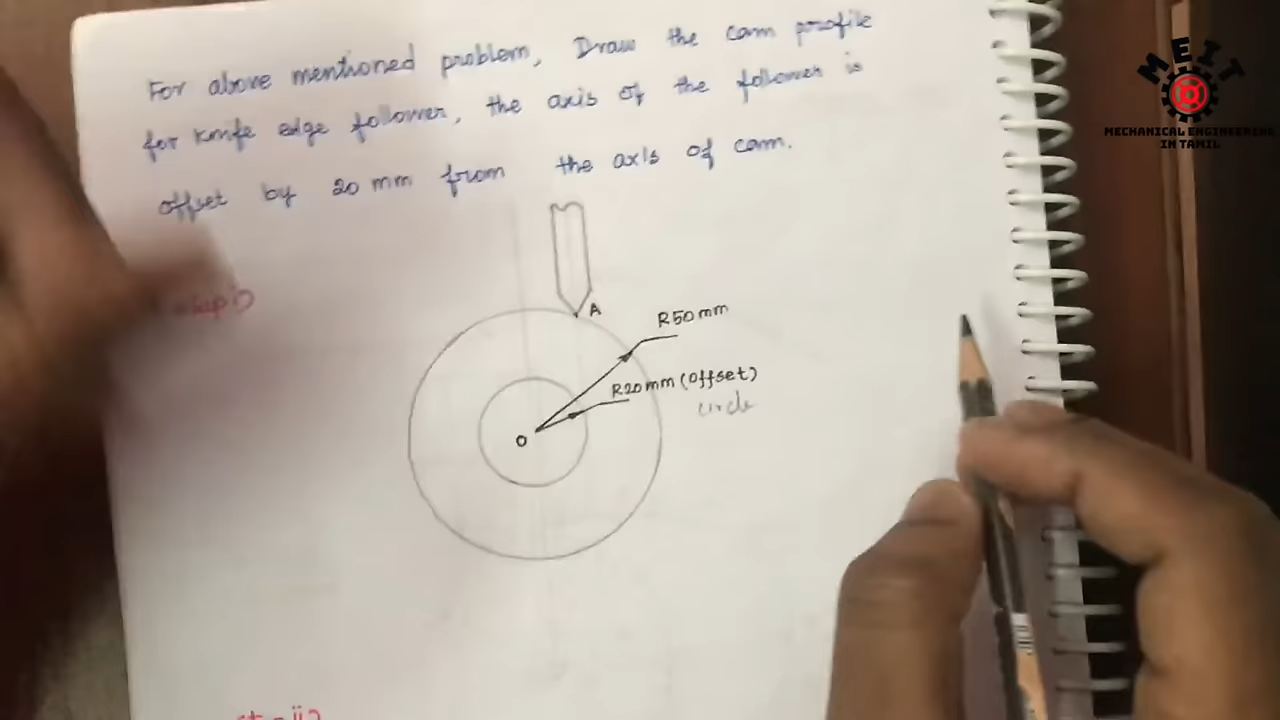 For above mentioned problem, Draw the cam profile
for knife edge follower, the axis of the follower is
offset by 20 mm from the axis of cam.
A
R50mm
R20mm (Offset)
circle
O
MEIT
MECHANICAL ENGINEERING
IN TAMIL